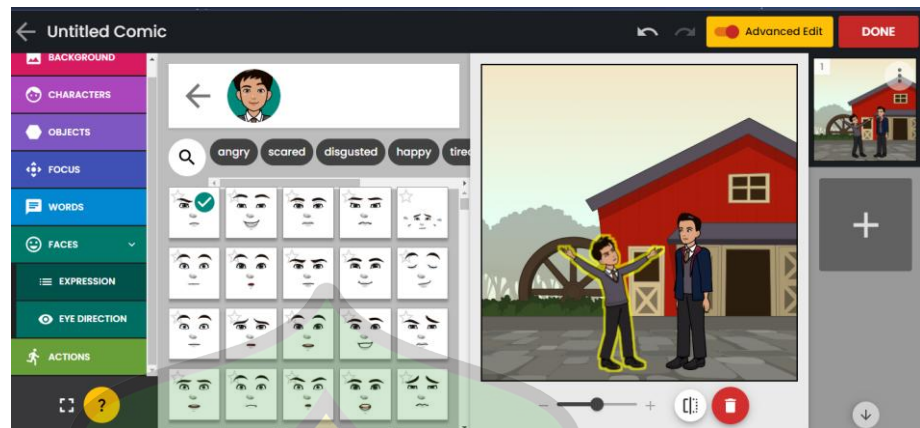 Untitled Comic
Advanced Edit
DONE
BACKGROUND
CHARACTERS
OBJECTS
FOCUS
WORDS
FACES
EXPRESSION
EYE DIRECTION
ACTIONS
?
angry scared disgusted happy
1